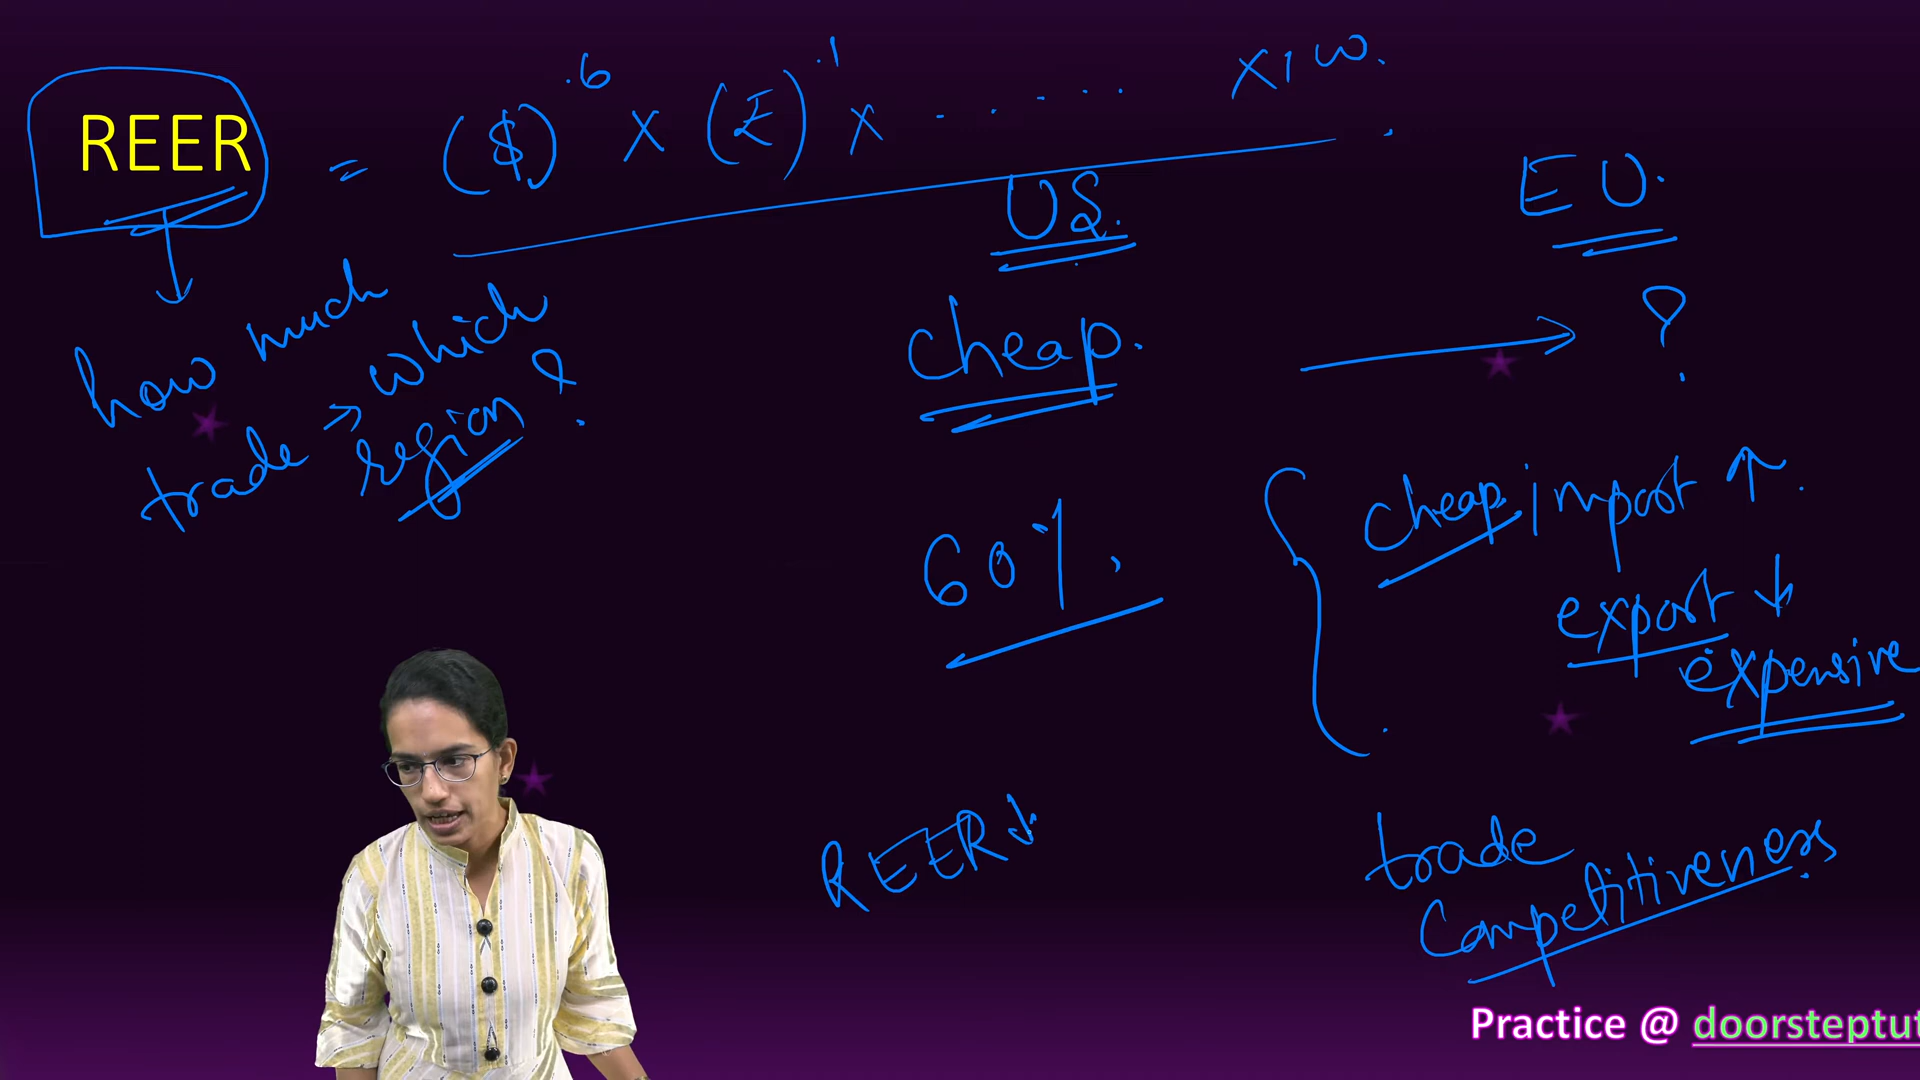 REER = ($)^.6 X (£)^.1 X ..... X1 W.
US.
EU.
how much
trade → which
region?
cheap. → ?
60%.
cheap import ↑.
export ↓
expensive
REER ↓
trade
Competitiveness
Practice @ doorsteptut